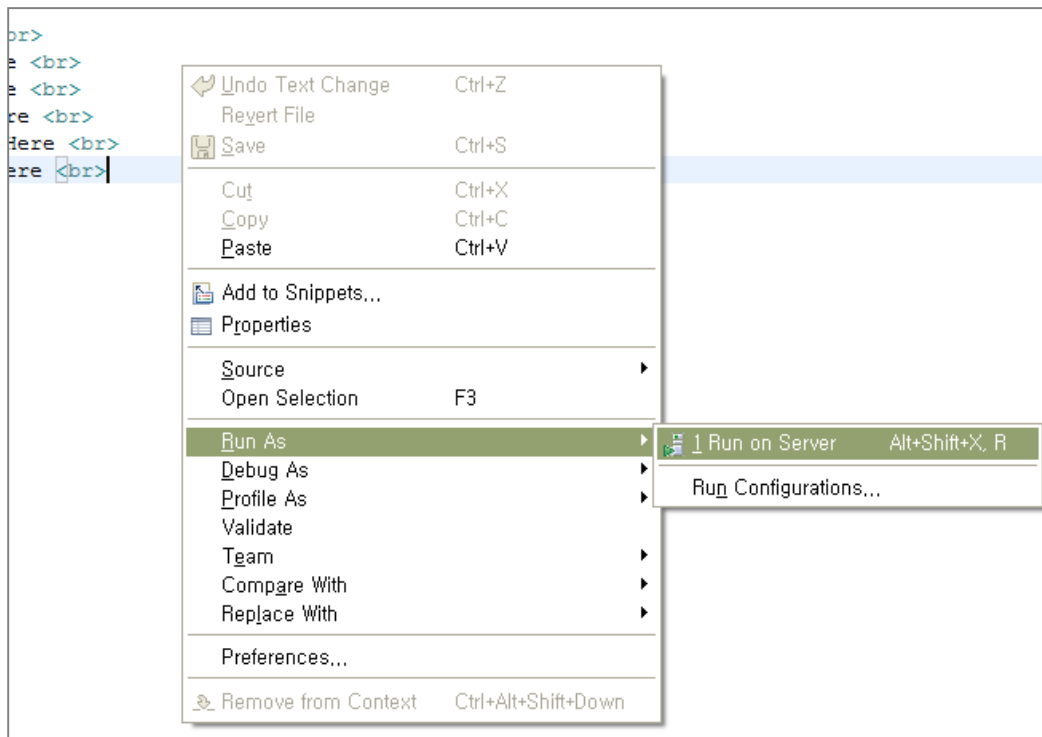 br>
e <br>
e <br>
re <br>
Here <br>
ere <br>
Undo Text Change Ctrl+Z
Revert File
Save Ctrl+S
Cut Ctrl+X
Copy Ctrl+C
Paste Ctrl+V
Add to Snippets...
Properties
Source
Open Selection F3
Run As
1 Run on Server Alt+Shift+X, R
Debug As
Run Configurations...
Profile As
Validate
Team
Compare With
Replace With
Preferences...
Remove from Context Ctrl+Alt+Shift+Down